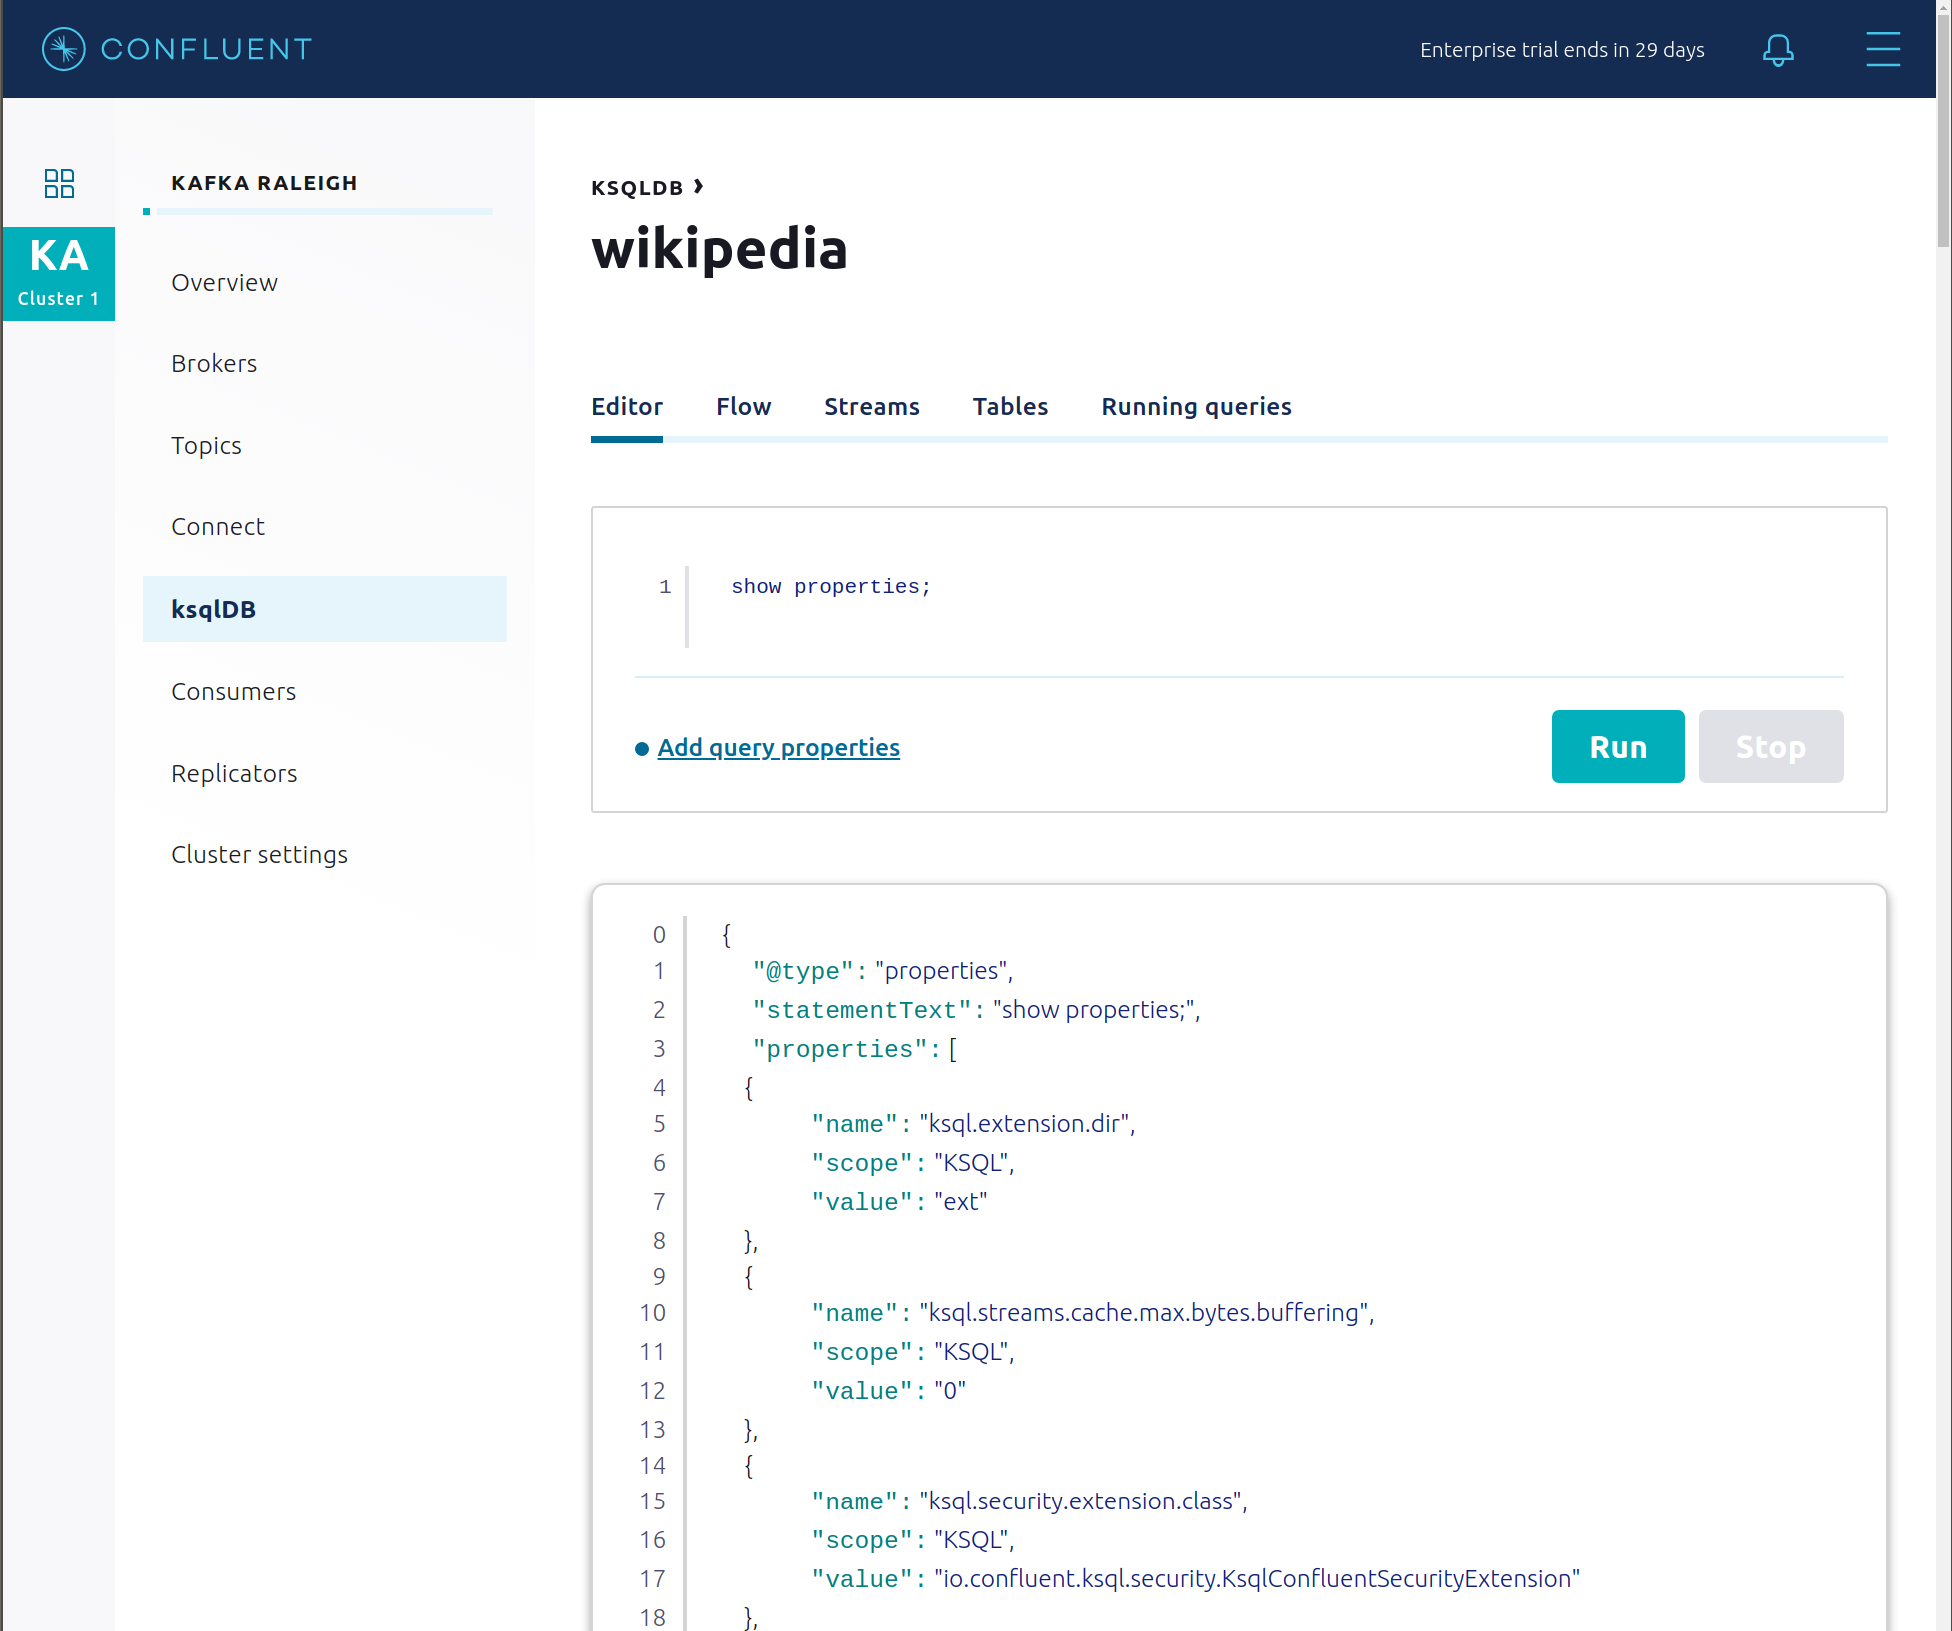 CONFLUENT
Enterprise trial ends in 29 days
KA
Cluster 1
KAFKA RALEIGH
Overview
Brokers
Topics
Connect
ksqlDB
Consumers
Replicators
Cluster settings
KSQLDB ›
wikipedia
Editor Flow Streams Tables Running queries
1 show properties;
Add query properties
Run Stop
0 {
1 "@type": "properties",
2 "statementText": "show properties;",
3 "properties": [
4 {
5 "name": "ksql.extension.dir",
6 "scope": "KSQL",
7 "value": "ext"
8 },
9 {
10 "name": "ksql.streams.cache.max.bytes.buffering",
11 "scope": "KSQL",
12 "value": "0"
13 },
14 {
15 "name": "ksql.security.extension.class",
16 "scope": "KSQL",
17 "value": "io.confluent.ksql.security.KsqlConfluentSecurityExtension"
18 },